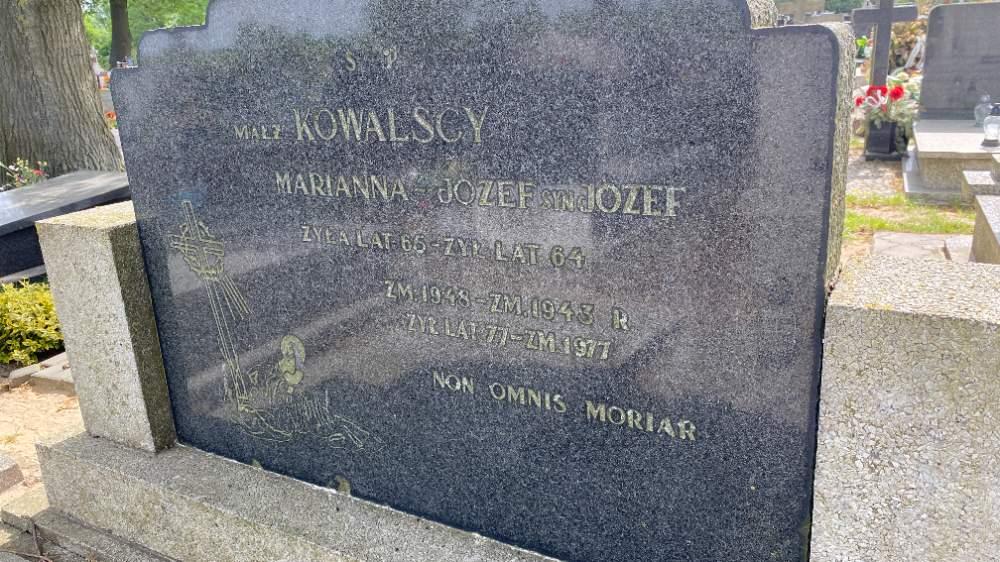 S P
MAŁŻ KOWALSCY
MARIANNA - JÓZEF SYN JÓZEF
ŻYŁA LAT 65 - ŻYŁ LAT 64
ZM. 1948 - ZM. 1943 R
ŻYŁ LAT 77 - ZM. 1977
NON OMNIS MORIAR